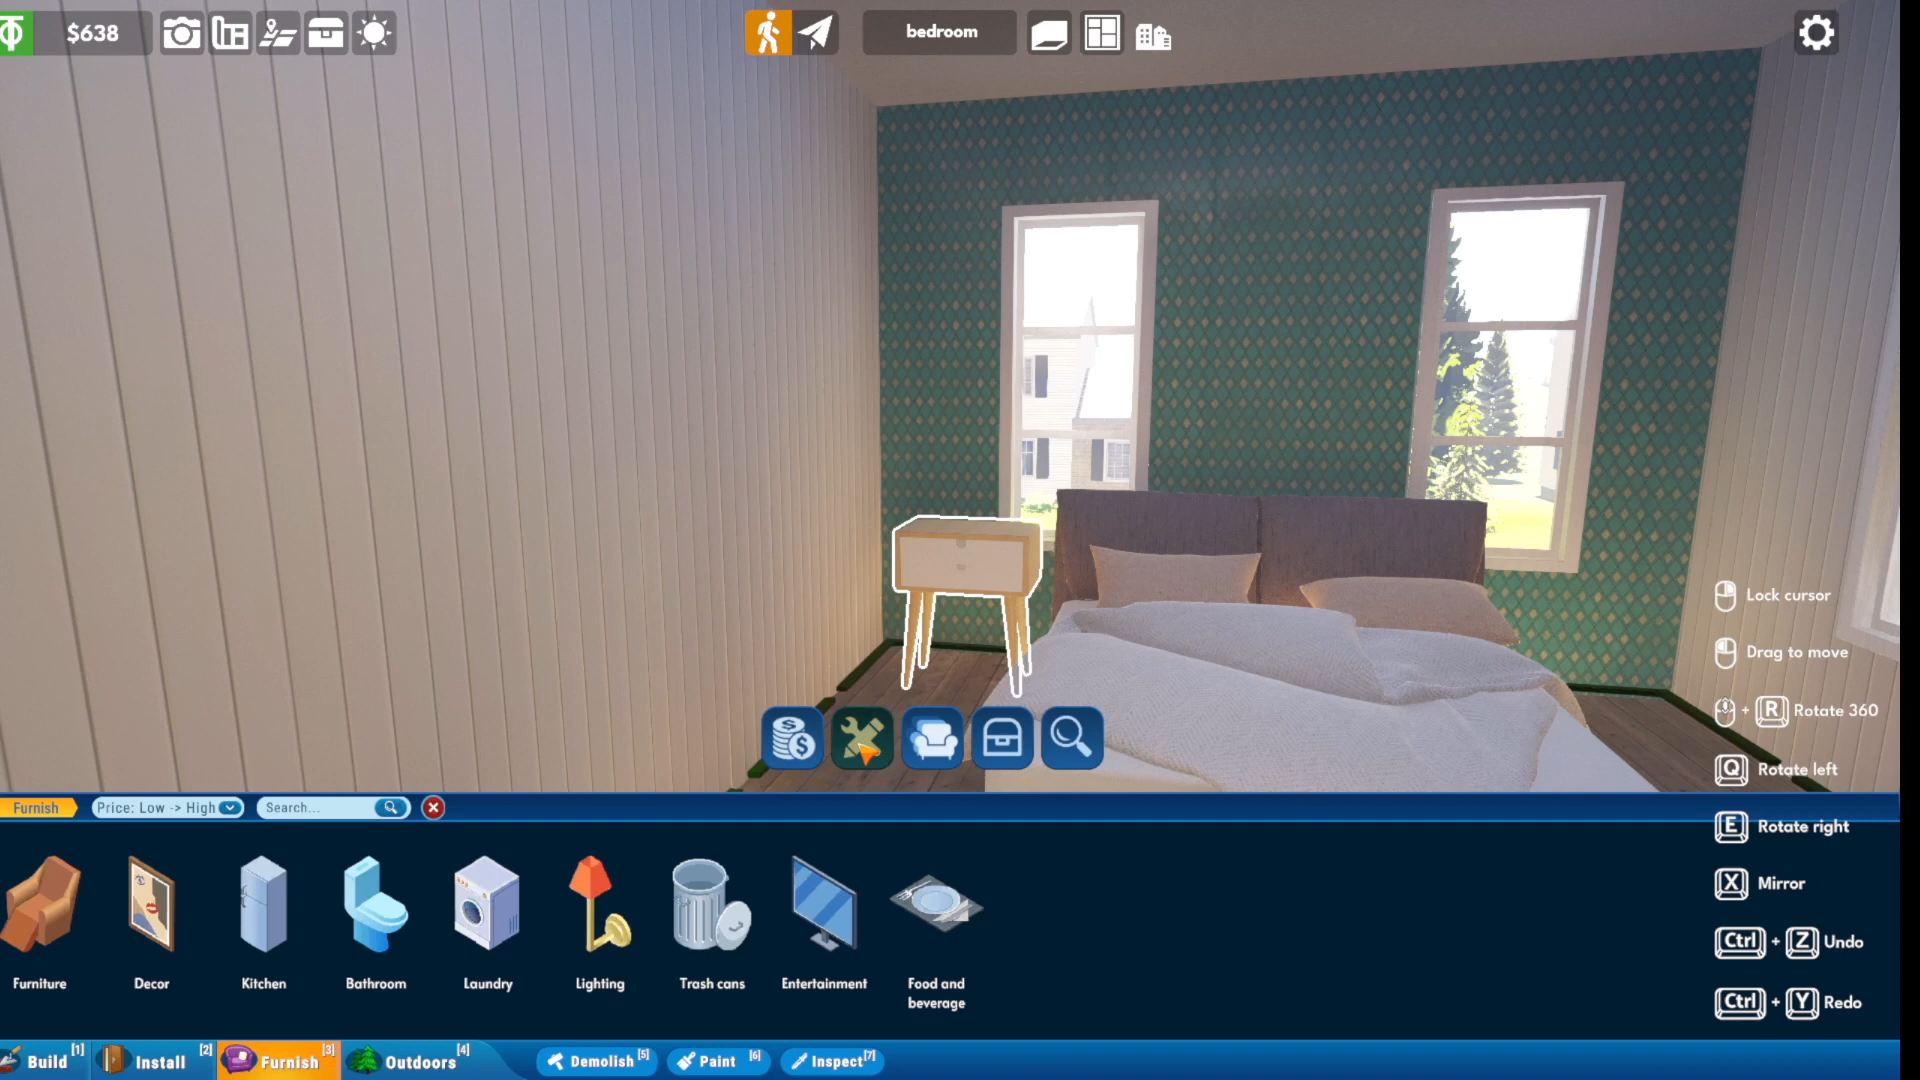 $638
bedroom
Lock cursor
Drag to move
+ R Rotate 360
Q Rotate left
E Rotate right
X Mirror
Ctrl + Z Undo
Ctrl + Y Redo
Furnish
Price: Low -> High
Search...
Furniture
Decor
Kitchen
Bathroom
Laundry
Lighting
Trash cans
Entertainment
Food and
beverage
Build [1]
Install [2]
Furnish [3]
Outdoors [4]
Demolish [5]
Paint [6]
Inspect [7]